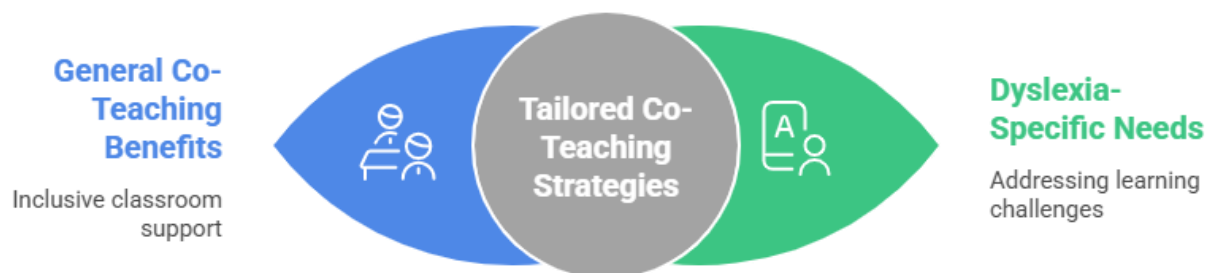 General Co-
Teaching
Benefits
Inclusive classroom
support
Tailored Co-
Teaching
Strategies
A
Dyslexia-
Specific Needs
Addressing learning
challenges